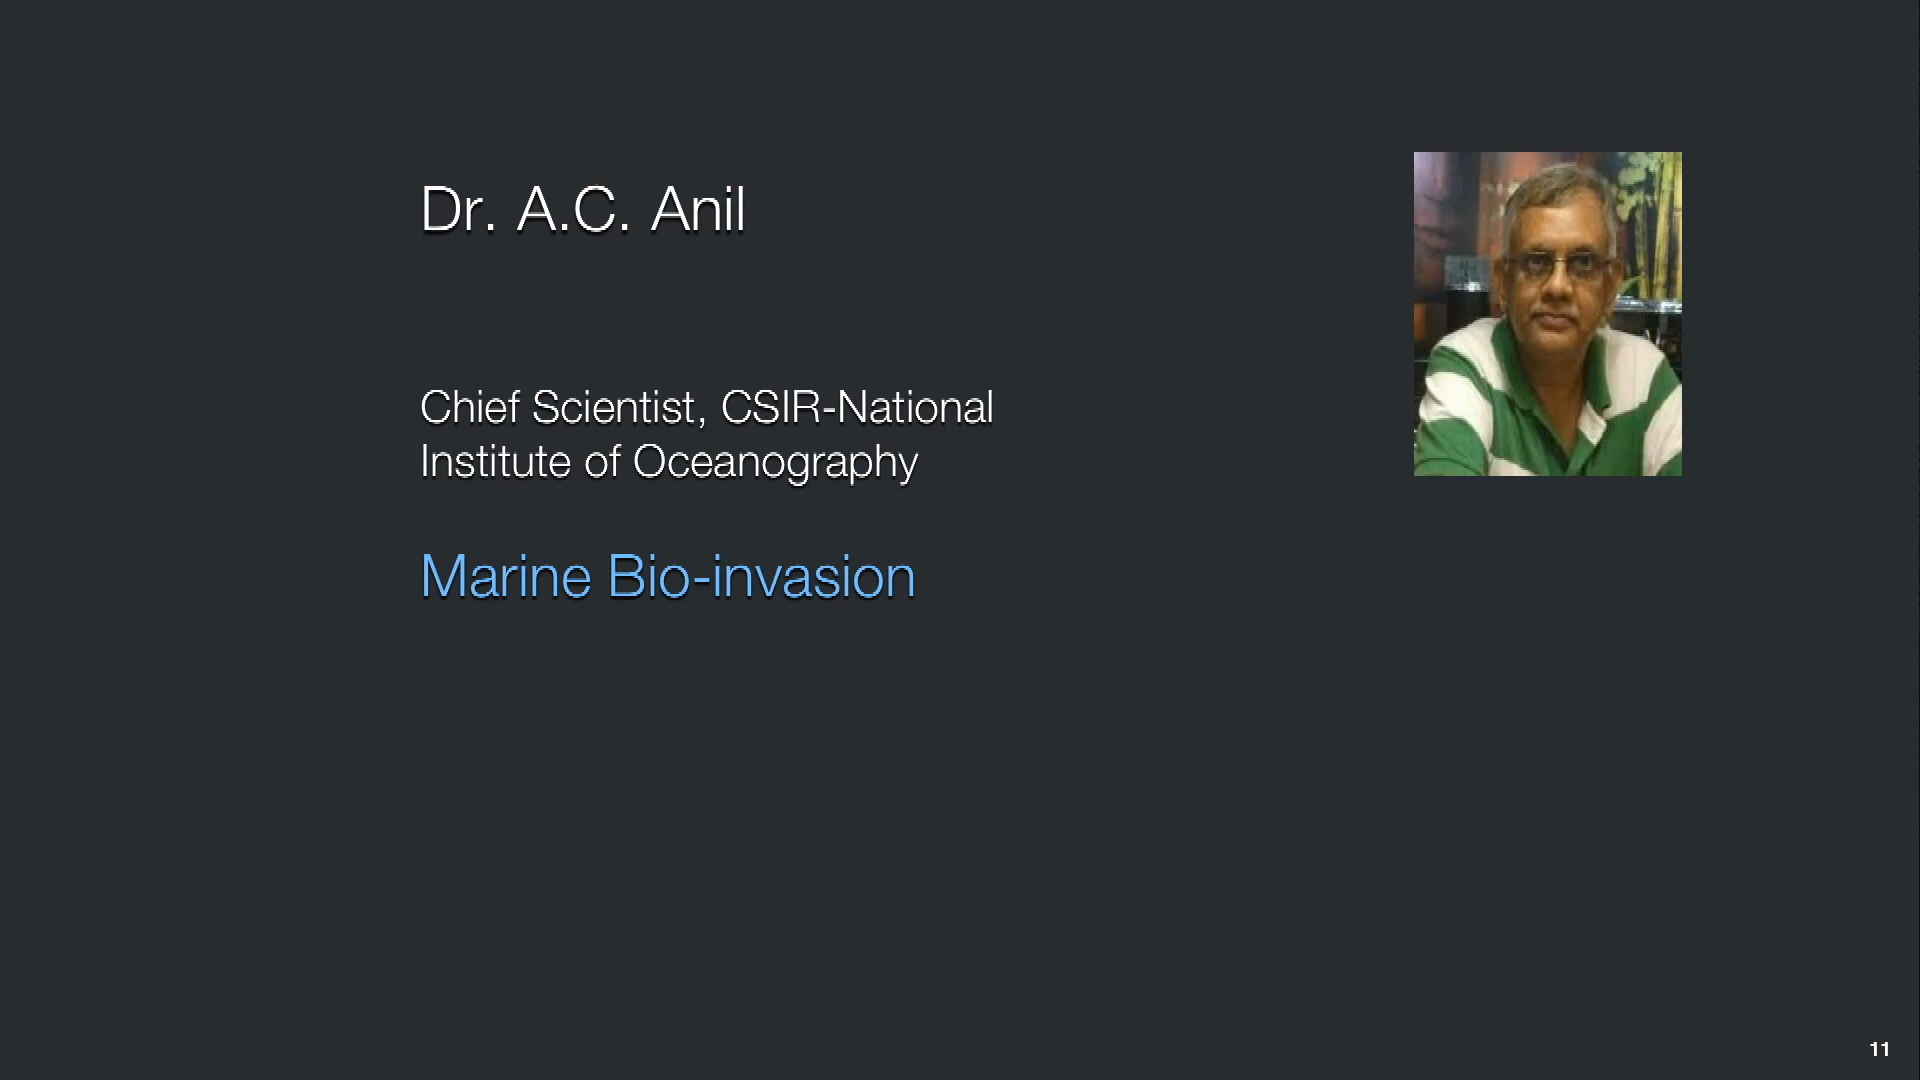 Dr. A.C. Anil
Chief Scientist, CSIR-National
Institute of Oceanography
Marine Bio-invasion
11